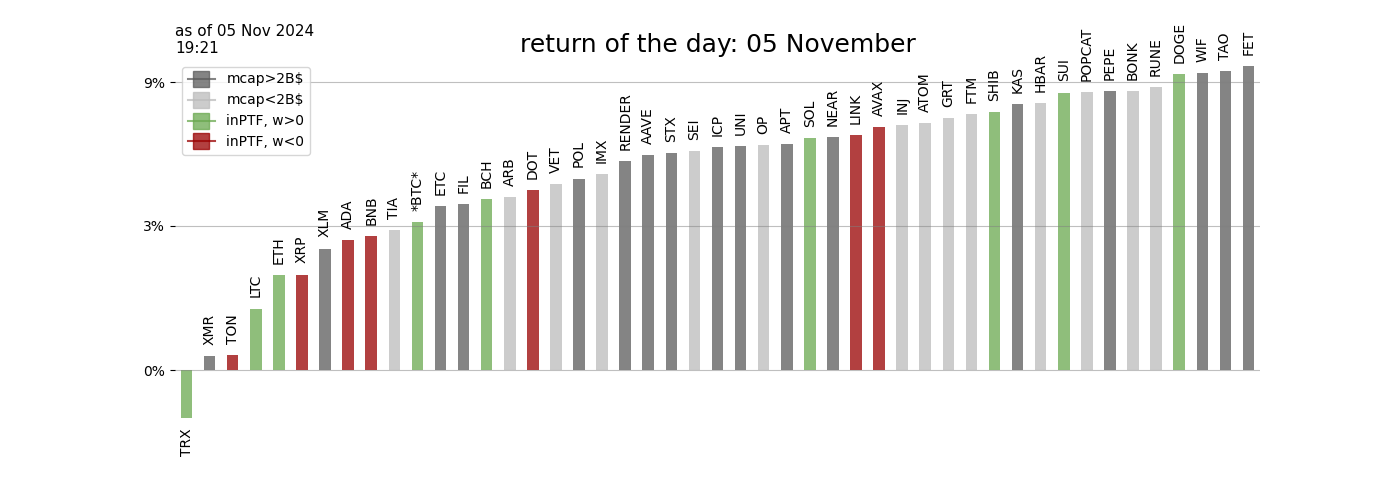 as of 05 Nov 2024
19:21
return of the day: 05 November
mcap>2B$
mcap<2B$
inPTF, w>0
inPTF, w<0
9%
3%
0%
TRX
XMR
TON
LTC
ETH
XRP
XLM
ADA
BNB
TIA
*BTC*
ETC
FIL
BCH
ARB
DOT
VET
POL
IMX
RENDER
AAVE
STX
SEI
ICP
UNI
OP
APT
SOL
NEAR
LINK
AVAX
INJ
ATOM
GRT
FTM
SHIB
KAS
HBAR
SUI
POPCAT
PEPE
BONK
RUNE
DOGE
WIF
TAO
FET